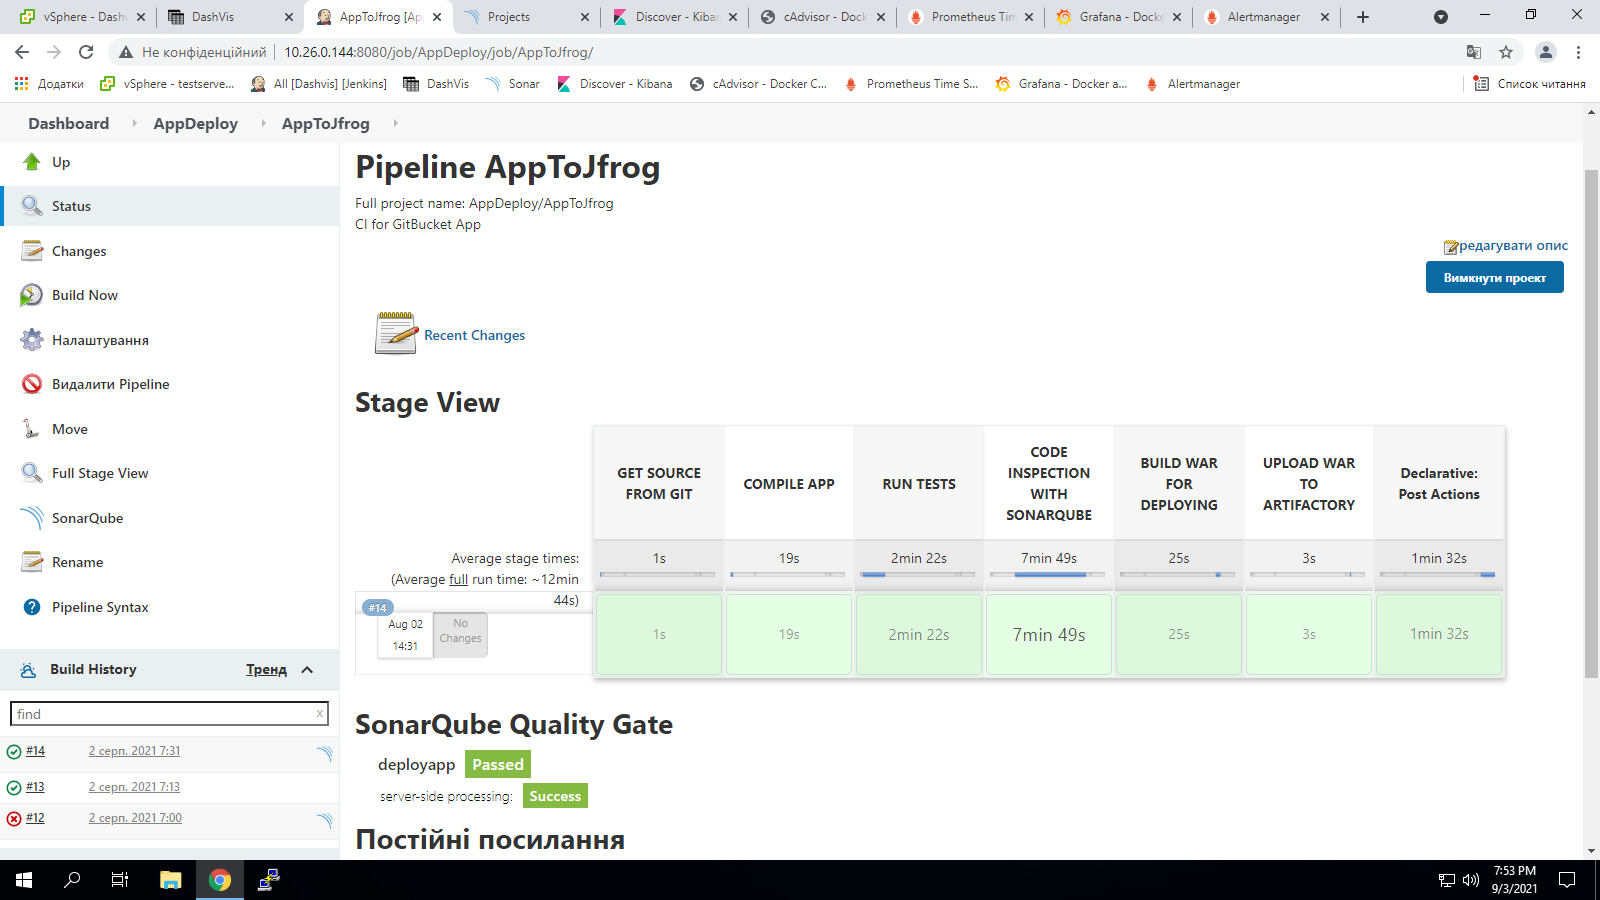 vSphere - Dash
DashVis
AppToJfrog [Ap
Projects
Discover - Kibar
cAdvisor - Dock
Prometheus Tim
Grafana - Docke
Alertmanager
Не конфіденційний
10.26.0.144:8080/job/AppDeploy/job/AppToJfrog/
Додатки
vSphere - testserve...
All [Dashvis] [Jenkins]
DashVis
Sonar
Discover - Kibana
cAdvisor - Docker C...
Prometheus Time S...
Grafana - Docker a...
Alertmanager
Список читання
Dashboard
AppDeploy
AppToJfrog
Up
Status
Changes
Build Now
Налаштування
Видалити Pipeline
Move
Full Stage View
SonarQube
Rename
Pipeline Syntax
Build History
Тренд
find
x
#14
2 серп. 2021 7:31
#13
2 серп. 2021 7:13
#12
2 серп. 2021 7:00
Pipeline AppToJfrog
Full project name: AppDeploy/AppToJfrog
CI for GitBucket App
редагувати опис
Вимкнути проект
Recent Changes
Stage View
GET SOURCE
FROM GIT
COMPILE APP
RUN TESTS
CODE
INSPECTION
WITH
SONARQUBE
BUILD WAR
FOR
DEPLOYING
UPLOAD WAR
TO
ARTIFACTORY
Declarative:
Post Actions
Average stage times:
(Average full run time: ~12min
44s)
1s
19s
2min 22s
7min 49s
25s
3s
1min 32s
#14
Aug 02
14:31
No
Changes
1s
19s
2min 22s
7min 49s
25s
3s
1min 32s
SonarQube Quality Gate
deployapp
Passed
server-side processing:
Success
Постійні посилання
7:53 PM
9/3/2021